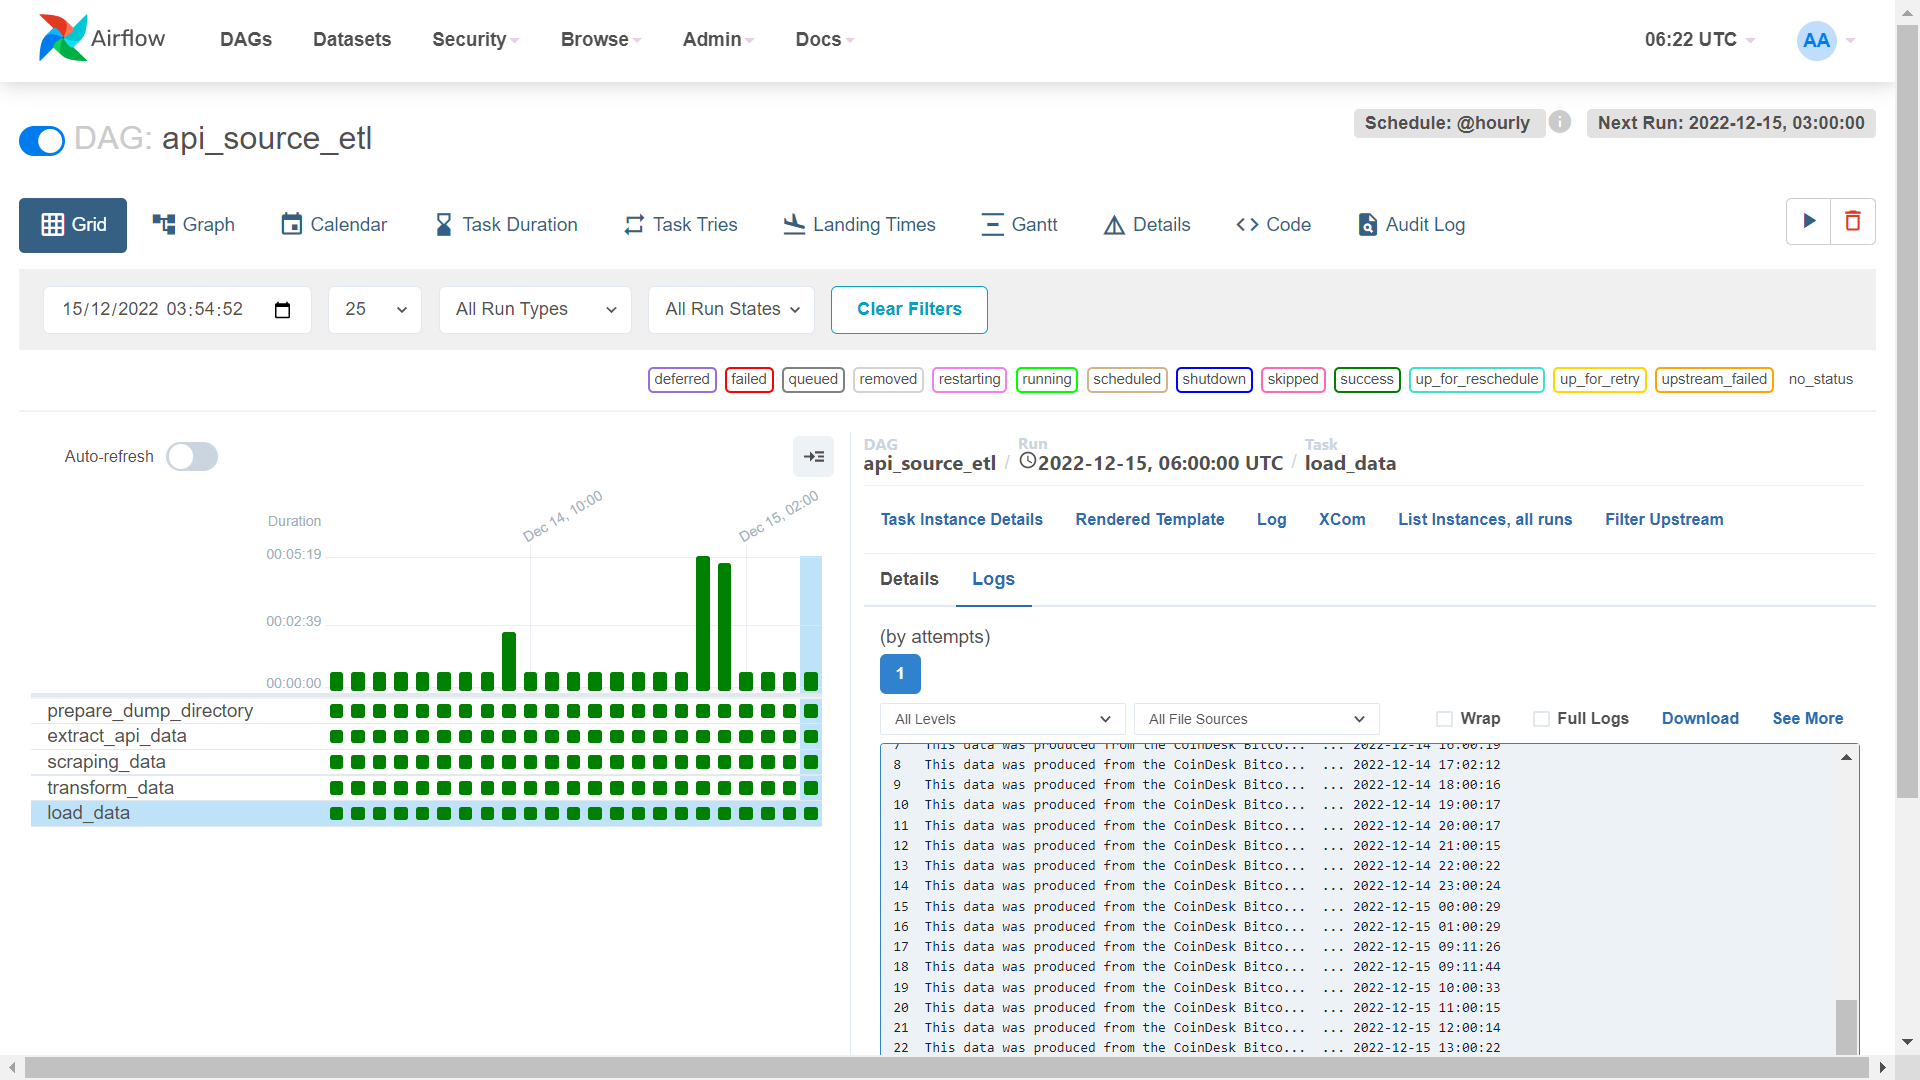 Airflow DAGs Datasets Security Browse Admin Docs 06:22 UTC AA
DAG: api_source_etl
Schedule: @hourly i Next Run: 2022-12-15, 03:00:00
Grid Graph Calendar Task Duration Task Tries Landing Times Gantt Details Code Audit Log
15/12/2022 03:54:52 25 All Run Types All Run States Clear Filters
deferred failed queued removed restarting running scheduled shutdown skipped success up_for_reschedule up_for_retry upstream_failed no_status
Auto-refresh
Dec 14, 10:00
Dec 15, 02:00
Duration
00:05:19
00:02:39
00:00:00
prepare_dump_directory
extract_api_data
scraping_data
transform_data
load_data
DAG Run Task
api_source_etl / 2022-12-15, 06:00:00 UTC / load_data
Task Instance Details Rendered Template Log XCom List Instances, all runs Filter Upstream
Details Logs
(by attempts)
1
All Levels All File Sources Wrap Full Logs Download See More
7 This data was produced from the CoinDesk Bitco... ... 2022-12-14 16:00:19
8 This data was produced from the CoinDesk Bitco... ... 2022-12-14 17:02:12
9 This data was produced from the CoinDesk Bitco... ... 2022-12-14 18:00:16
10 This data was produced from the CoinDesk Bitco... ... 2022-12-14 19:00:17
11 This data was produced from the CoinDesk Bitco... ... 2022-12-14 20:00:17
12 This data was produced from the CoinDesk Bitco... ... 2022-12-14 21:00:15
13 This data was produced from the CoinDesk Bitco... ... 2022-12-14 22:00:22
14 This data was produced from the CoinDesk Bitco... ... 2022-12-14 23:00:24
15 This data was produced from the CoinDesk Bitco... ... 2022-12-15 00:00:29
16 This data was produced from the CoinDesk Bitco... ... 2022-12-15 01:00:29
17 This data was produced from the CoinDesk Bitco... ... 2022-12-15 09:11:26
18 This data was produced from the CoinDesk Bitco... ... 2022-12-15 09:11:44
19 This data was produced from the CoinDesk Bitco... ... 2022-12-15 10:00:33
20 This data was produced from the CoinDesk Bitco... ... 2022-12-15 11:00:15
21 This data was produced from the CoinDesk Bitco... ... 2022-12-15 12:00:14
22 This data was produced from the CoinDesk Bitco... ... 2022-12-15 13:00:22